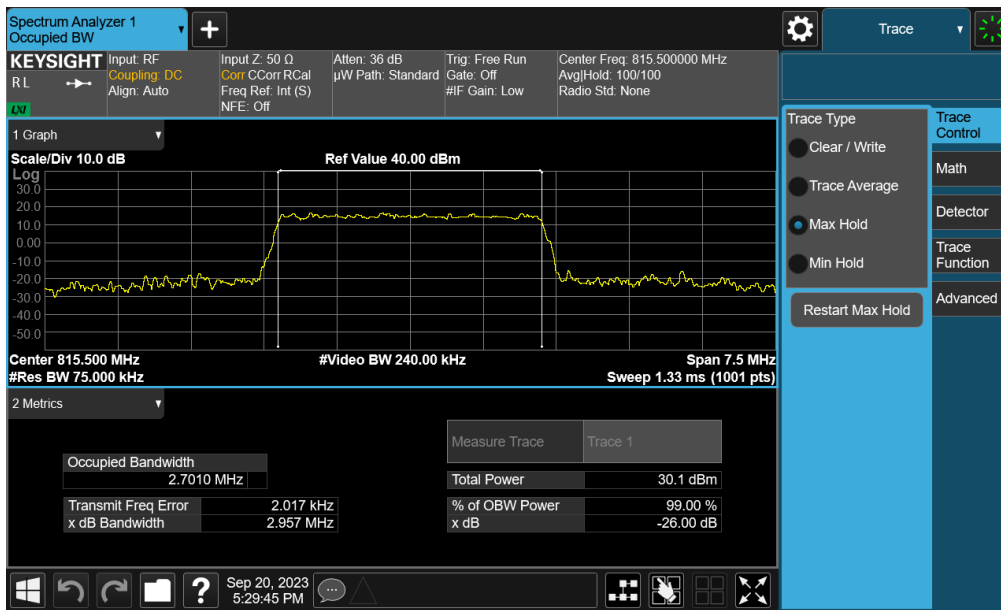 Spectrum Analyzer 1
Occupied BW
Trace
KEYSIGHT
R L
LXI
Input: RF
Coupling: DC
Align: Auto
Input Z: 50 Ω
Corr CCorr RCal
Freq Ref: Int (S)
NFE: Off
Atten: 36 dB
µW Path: Standard
Trig: Free Run
Gate: Off
#IF Gain: Low
Center Freq: 815.500000 MHz
Avg|Hold: 100/100
Radio Std: None
1 Graph
Scale/Div 10.0 dB
Ref Value 40.00 dBm
Log
30.0
20.0
10.0
0.00
-10.0
-20.0
-30.0
-40.0
-50.0
Center 815.500 MHz
#Video BW 240.00 kHz
Span 7.5 MHz
#Res BW 75.000 kHz
Sweep 1.33 ms (1001 pts)
2 Metrics
Measure Trace
Trace 1
Occupied Bandwidth
2.7010 MHz
Total Power
30.1 dBm
Transmit Freq Error
2.017 kHz
% of OBW Power
99.00 %
x dB Bandwidth
2.957 MHz
x dB
-26.00 dB
Trace Type
Clear / Write
Trace Average
Max Hold
Min Hold
Restart Max Hold
Trace
Control
Math
Detector
Trace
Function
Advanced
?
Sep 20, 2023
5:29:45 PM